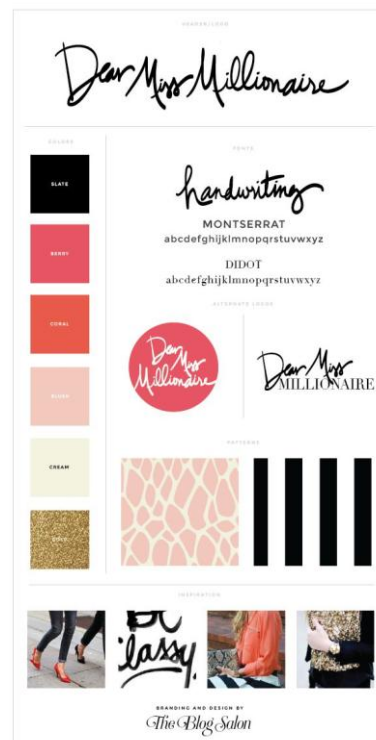 HEADER/LOGO
Dear Miss Millionaire
COLORS
SLATE
BERRY
CORAL
BLUSH
CREAM
GOLD
FONTS
handwriting
MONTSERRAT
abcdefghijklmnopqrstuvwxyz
DIDOT
abcdefghijklmnopqrstuvwxyz
ALTERNATE LOGOS
Dear Miss
Millionaire
Dear Miss
MILLIONAIRE
PATTERNS
INSPIRATION
lassy.
BRANDING AND DESIGN BY
The Blog Salon